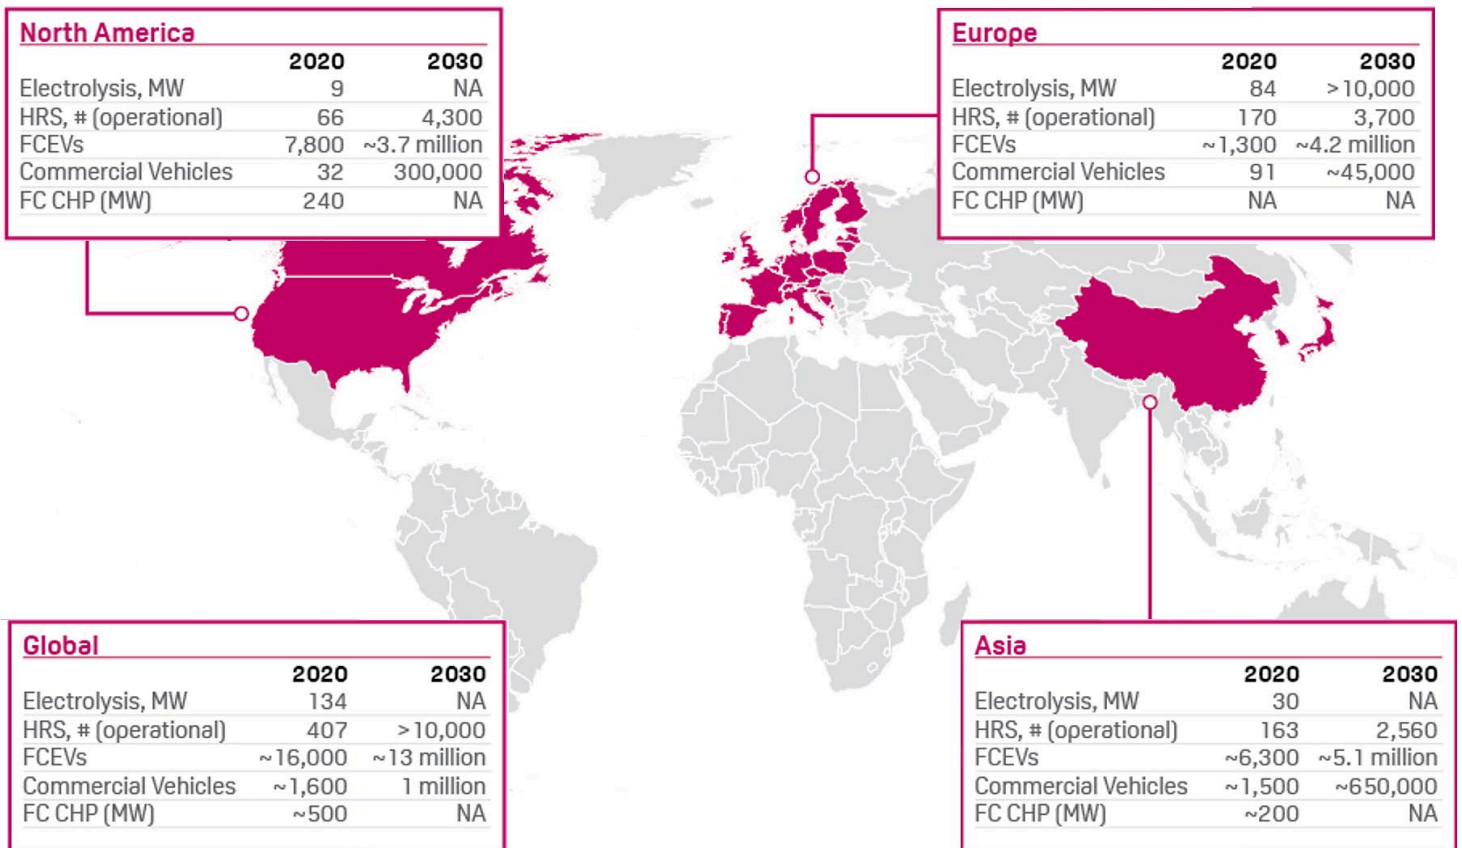 North America
2020 2030
Electrolysis, MW 9 NA
HRS, # (operational) 66 4,300
FCEVs 7,800 ~3.7 million
Commercial Vehicles 32 300,000
FC CHP (MW) 240 NA
Europe
2020 2030
Electrolysis, MW 84 >10,000
HRS, # (operational) 170 3,700
FCEVs ~1,300 ~4.2 million
Commercial Vehicles 91 ~45,000
FC CHP (MW) NA NA
Global
2020 2030
Electrolysis, MW 134 NA
HRS, # (operational) 407 >10,000
FCEVs ~16,000 ~13 million
Commercial Vehicles ~1,600 1 million
FC CHP (MW) ~500 NA
Asia
2020 2030
Electrolysis, MW 30 NA
HRS, # (operational) 163 2,560
FCEVs ~6,300 ~5.1 million
Commercial Vehicles ~1,500 ~650,000
FC CHP (MW) ~200 NA